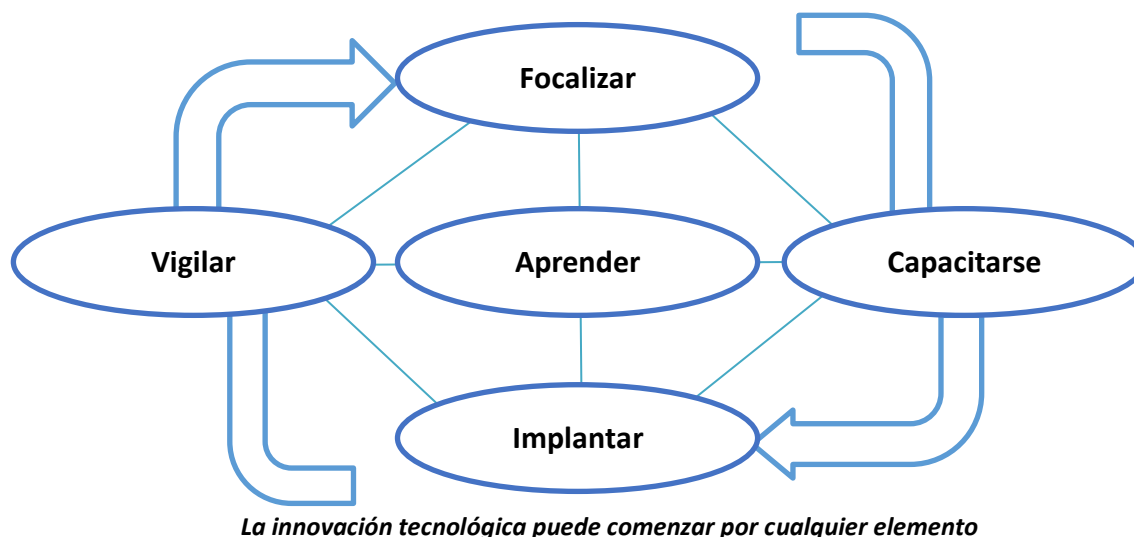 Focalizar
Vigilar
Aprender
Capacitarse
Implantar
La innovación tecnológica puede comenzar por cualquier elemento